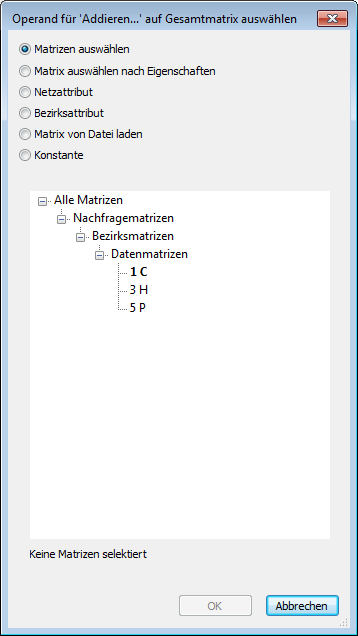 Operand für 'Addieren...' auf Gesamtmatrix auswählen
Matrizen auswählen
Matrix auswählen nach Eigenschaften
Netzattribut
Bezirksattribut
Matrix von Datei laden
Konstante
Alle Matrizen
Nachfragematrizen
Bezirksmatrizen
Datenmatrizen
1 C
3 H
5 P
Keine Matrizen selektiert
OK Abbrechen